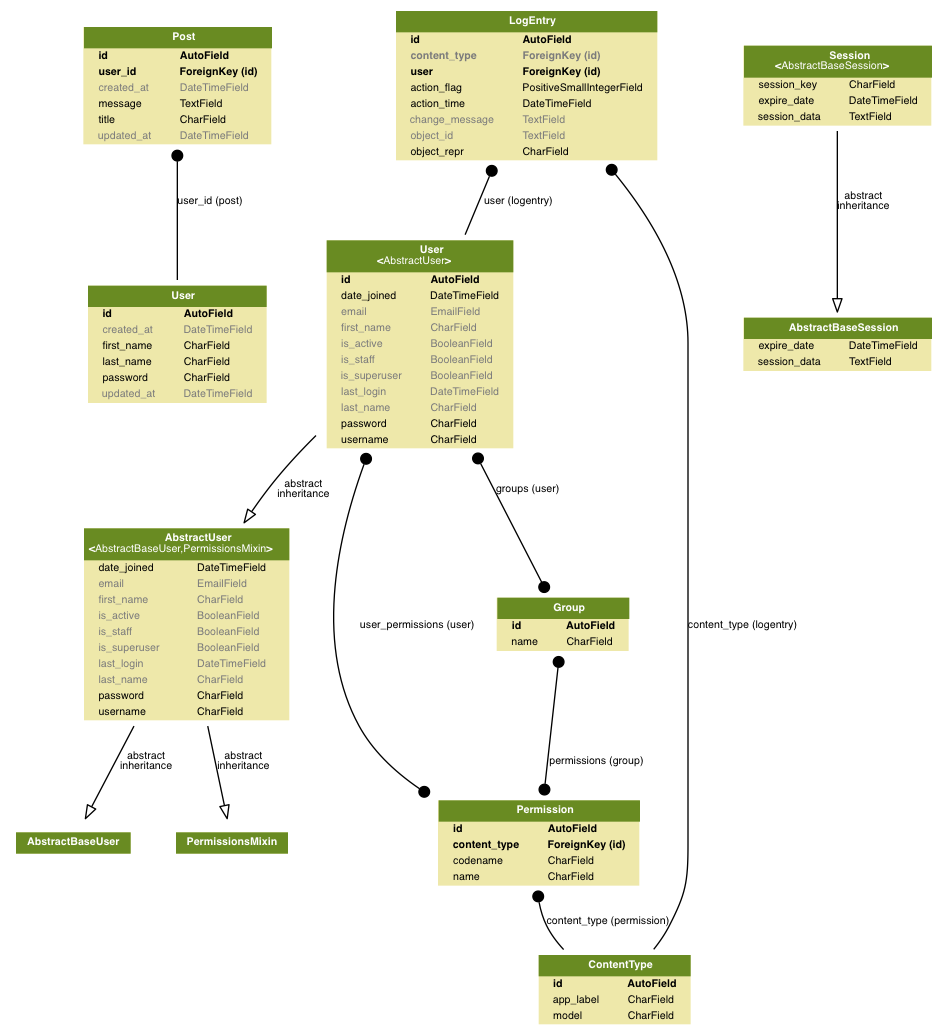 Post
id AutoField
user_id ForeignKey (id)
created_at DateTimeField
message TextField
title CharField
updated_at DateTimeField
LogEntry
id AutoField
content_type ForeignKey (id)
user ForeignKey (id)
action_flag PositiveSmallIntegerField
action_time DateTimeField
change_message TextField
object_id TextField
object_repr CharField
Session
<AbstractBaseSession>
session_key CharField
expire_date DateTimeField
session_data TextField
user_id (post)
user (logentry)
abstract
inheritance
User
id AutoField
created_at DateTimeField
first_name CharField
last_name CharField
password CharField
updated_at DateTimeField
User
<AbstractUser>
id AutoField
date_joined DateTimeField
email EmailField
first_name CharField
is_active BooleanField
is_staff BooleanField
is_superuser BooleanField
last_login DateTimeField
last_name CharField
password CharField
username CharField
AbstractBaseSession
expire_date DateTimeField
session_data TextField
abstract
inheritance
groups (user)
AbstractUser
<AbstractBaseUser,PermissionsMixin>
date_joined DateTimeField
email EmailField
first_name CharField
is_active BooleanField
is_staff BooleanField
is_superuser BooleanField
last_login DateTimeField
last_name CharField
password CharField
username CharField
user_permissions (user)
Group
id AutoField
name CharField
content_type (logentry)
abstract
inheritance
abstract
inheritance
permissions (group)
AbstractBaseUser
PermissionsMixin
Permission
id AutoField
content_type ForeignKey (id)
codename CharField
name CharField
content_type (permission)
ContentType
id AutoField
app_label CharField
model CharField